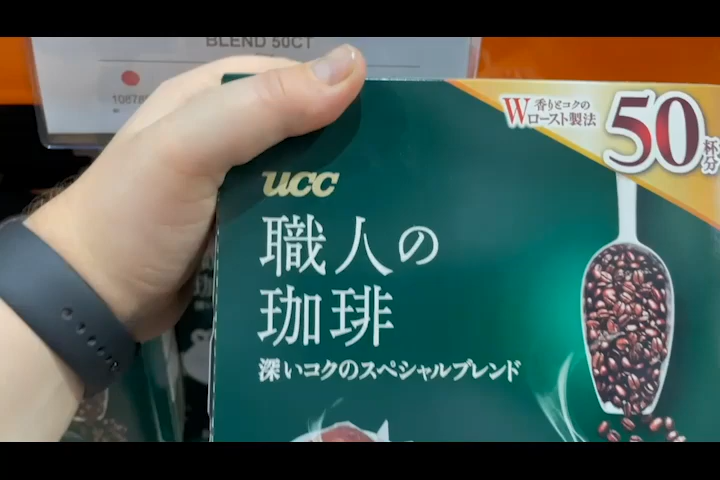 BLEND 50CT
ucc
職人の
珈琲
深いコクのスペシャルブレンド
W香りとコクの
ロースト製法
50杯分